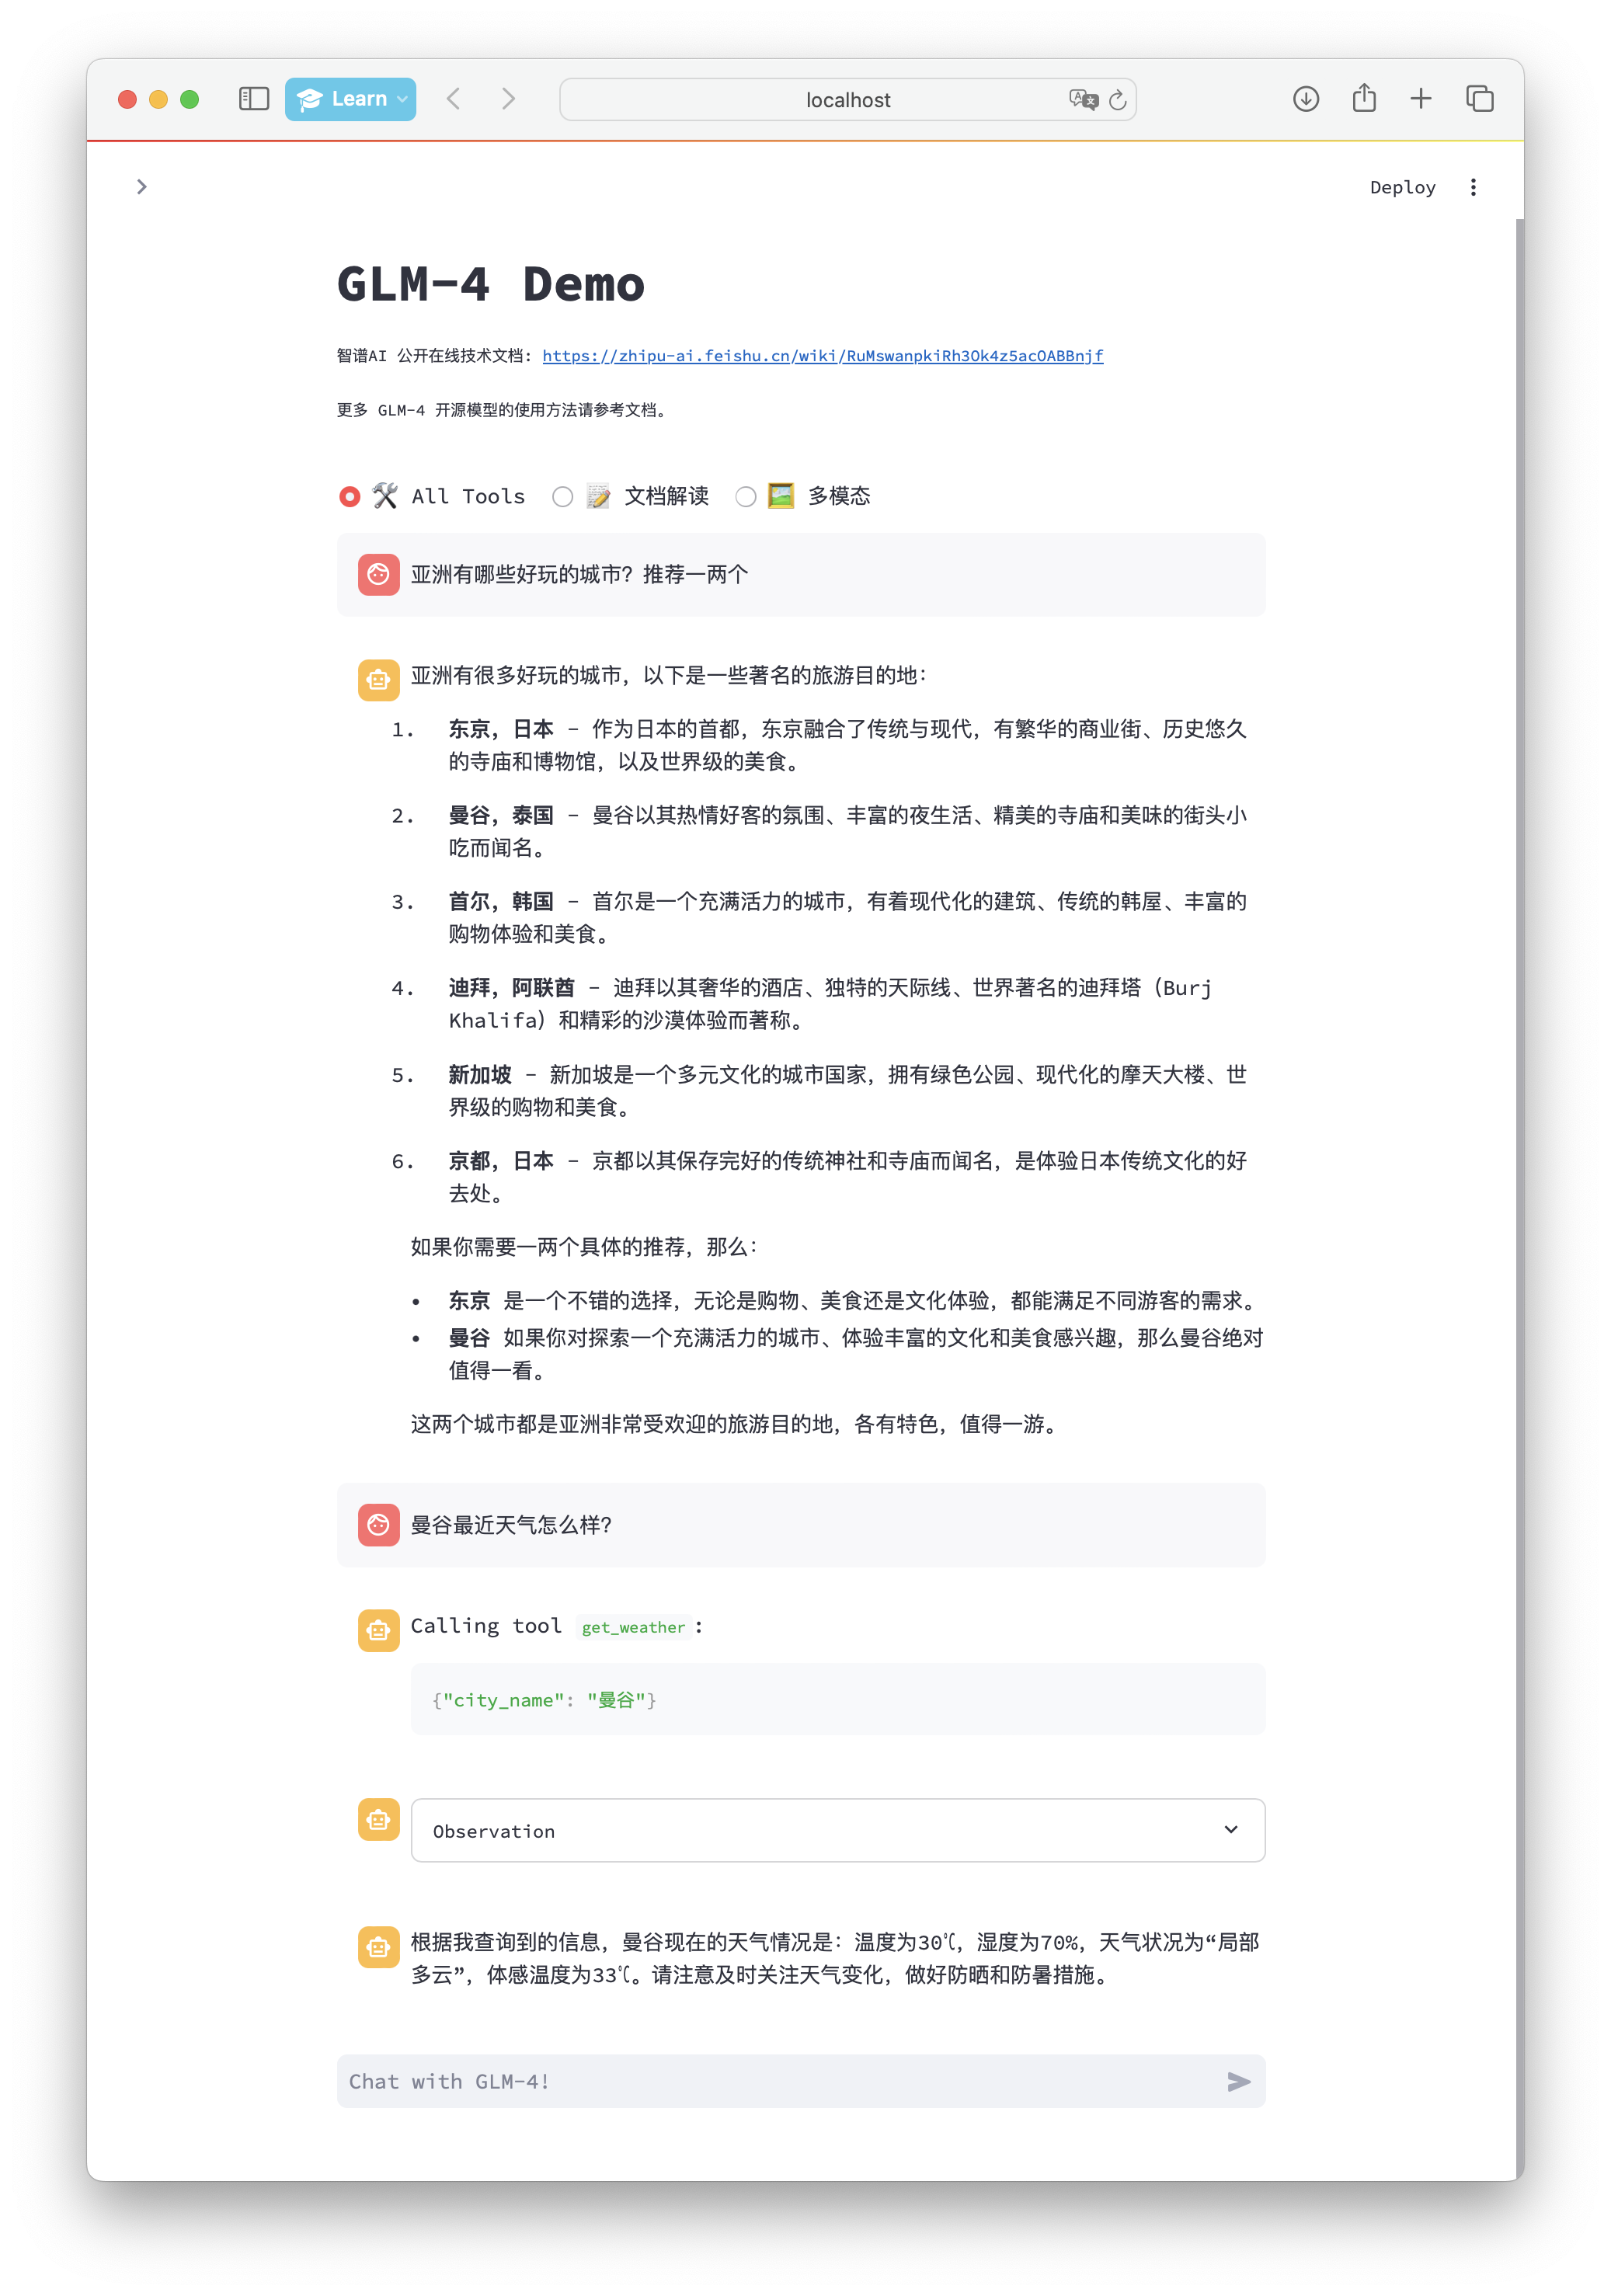 Learn
localhost
Deploy
GLM-4 Demo
智谱AI 公开在线技术文档: https://zhipu-ai.feishu.cn/wiki/RuMswanpkiRh3Ok4z5acOABBnjf
更多 GLM-4 开源模型的使用方法请参考文档。
All Tools 文档解读 多模态
亚洲有哪些好玩的城市？推荐一两个
亚洲有很多好玩的城市，以下是一些著名的旅游目的地：
1. 东京，日本 - 作为日本的首都，东京融合了传统与现代，有繁华的商业街、历史悠久
的寺庙和博物馆，以及世界级的美食。
2. 曼谷，泰国 - 曼谷以其热情好客的氛围、丰富的夜生活、精美的寺庙和美味的街头小
吃而闻名。
3. 首尔，韩国 - 首尔是一个充满活力的城市，有着现代化的建筑、传统的韩屋、丰富的
购物体验和美食。
4. 迪拜，阿联酋 - 迪拜以其奢华的酒店、独特的天际线、世界著名的迪拜塔（Burj
Khalifa）和精彩的沙漠体验而著称。
5. 新加坡 - 新加坡是一个多元文化的城市国家，拥有绿色公园、现代化的摩天大楼、世
界级的购物和美食。
6. 京都，日本 - 京都以其保存完好的传统神社和寺庙而闻名，是体验日本传统文化的好
去处。
如果你需要一两个具体的推荐，那么：
• 东京 是一个不错的选择，无论是购物、美食还是文化体验，都能满足不同游客的需求。
• 曼谷 如果你对探索一个充满活力的城市、体验丰富的文化和美食感兴趣，那么曼谷绝对
值得一看。
这两个城市都是亚洲非常受欢迎的旅游目的地，各有特色，值得一游。
曼谷最近天气怎么样？
Calling tool get_weather:
{"city_name": "曼谷"}
Observation
根据我查询到的信息，曼谷现在的天气情况是：温度为30℃，湿度为70%，天气状况为“局部
多云”，体感温度为33℃。请注意及时关注天气变化，做好防晒和防暑措施。
Chat with GLM-4!